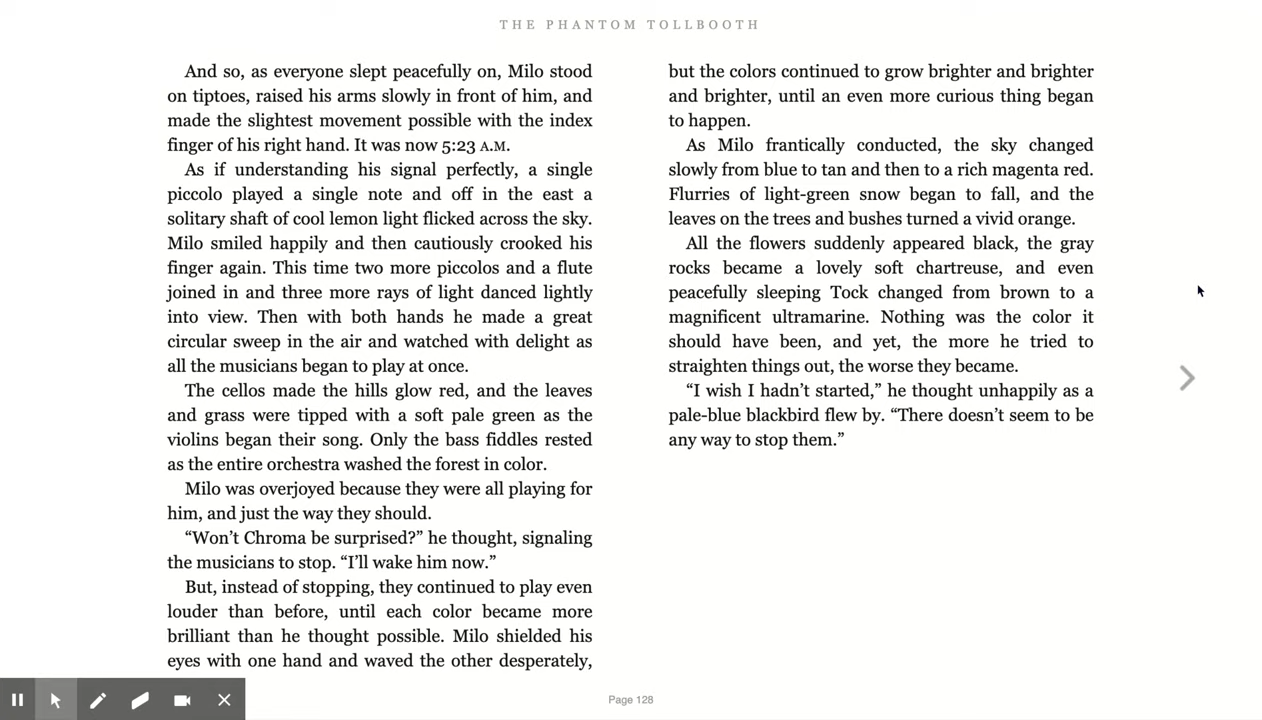 THE PHANTOM TOLLBOOTH
And so, as everyone slept peacefully on, Milo stood
on tiptoes, raised his arms slowly in front of him, and
made the slightest movement possible with the index
finger of his right hand. It was now 5:23 A.M.
As if understanding his signal perfectly, a single
piccolo played a single note and off in the east a
solitary shaft of cool lemon light flicked across the sky.
Milo smiled happily and then cautiously crooked his
finger again. This time two more piccolos and a flute
joined in and three more rays of light danced lightly
into view. Then with both hands he made a great
circular sweep in the air and watched with delight as
all the musicians began to play at once.
The cellos made the hills glow red, and the leaves
and grass were tipped with a soft pale green as the
violins began their song. Only the bass fiddles rested
as the entire orchestra washed the forest in color.
Milo was overjoyed because they were all playing for
him, and just the way they should.
“Won’t Chroma be surprised?” he thought, signaling
the musicians to stop. “I’ll wake him now.”
But, instead of stopping, they continued to play even
louder than before, until each color became more
brilliant than he thought possible. Milo shielded his
eyes with one hand and waved the other desperately,
but the colors continued to grow brighter and brighter
and brighter, until an even more curious thing began
to happen.
As Milo frantically conducted, the sky changed
slowly from blue to tan and then to a rich magenta red.
Flurries of light-green snow began to fall, and the
leaves on the trees and bushes turned a vivid orange.
All the flowers suddenly appeared black, the gray
rocks became a lovely soft chartreuse, and even
peacefully sleeping Tock changed from brown to a
magnificent ultramarine. Nothing was the color it
should have been, and yet, the more he tried to
straighten things out, the worse they became.
“I wish I hadn’t started,” he thought unhappily as a
pale-blue blackbird flew by. “There doesn’t seem to be
any way to stop them.”
Page 128